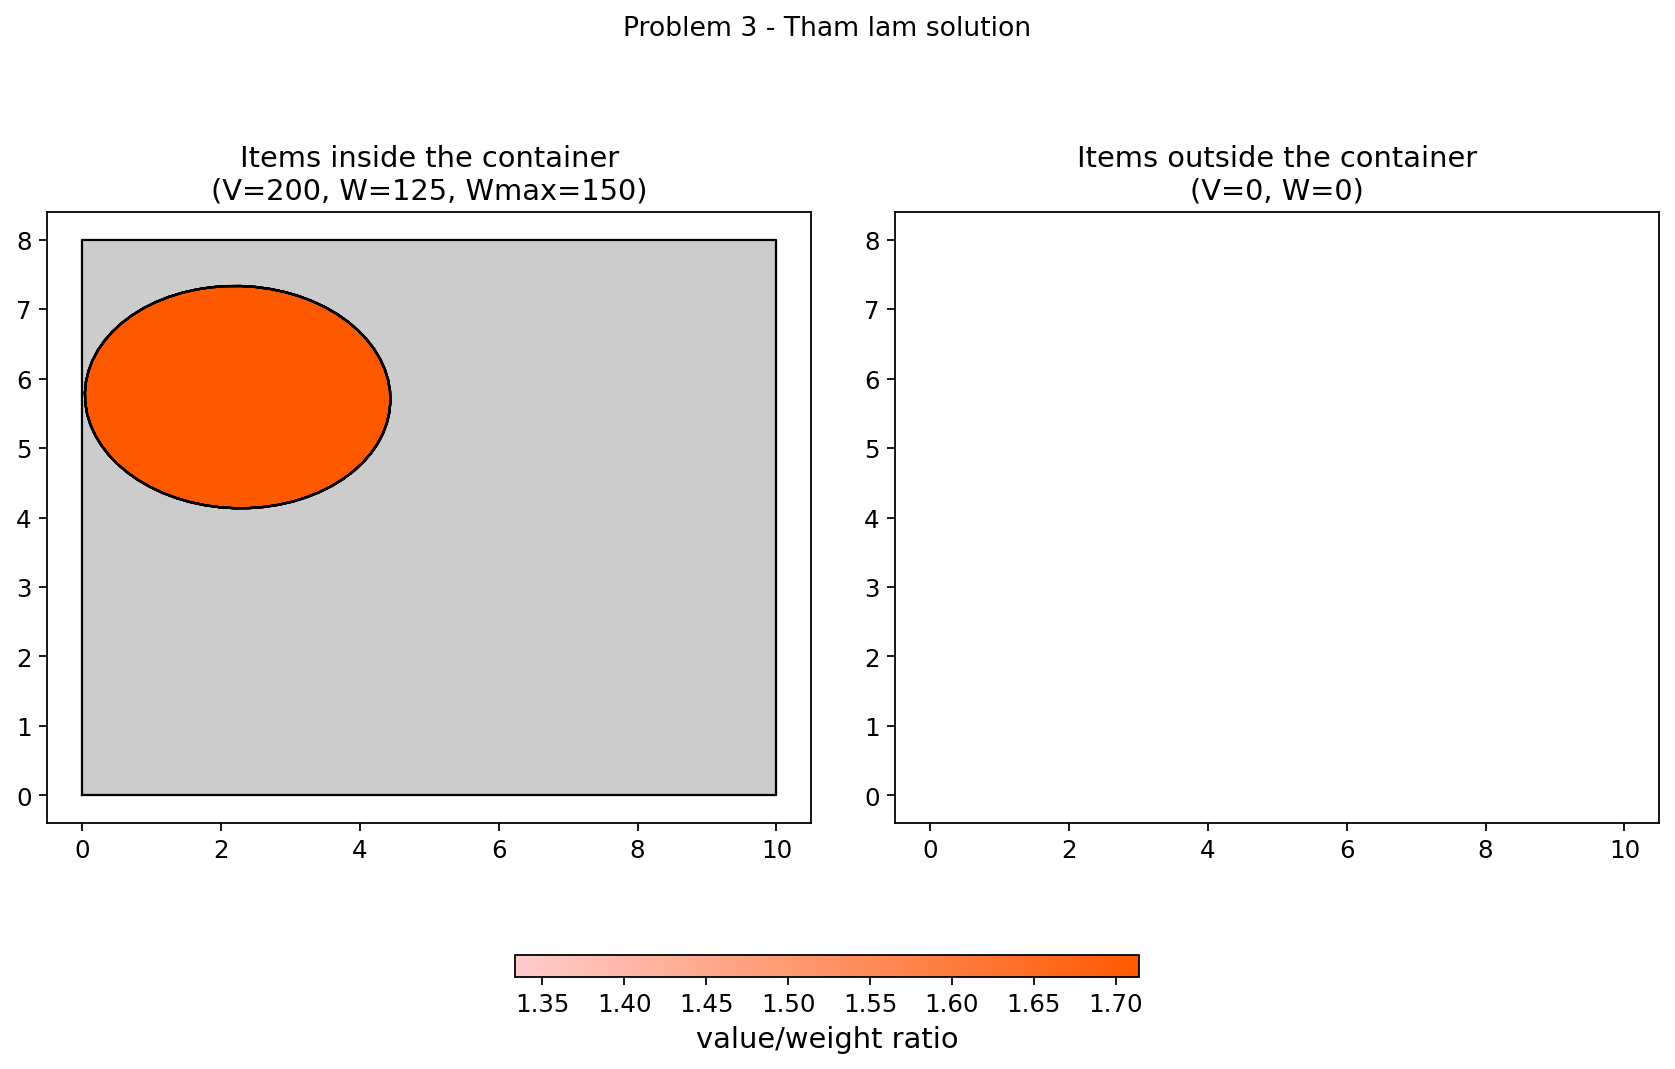 Problem 3 - Tham lam solution
Items inside the container
(V=200, W=125, Wmax=150)
8
7
6
5
4
3
2
1
0
0 2 4 6 8 10
Items outside the container
(V=0, W=0)
8
7
6
5
4
3
2
1
0
0 2 4 6 8 10
1.35 1.40 1.45 1.50 1.55 1.60 1.65 1.70
value/weight ratio